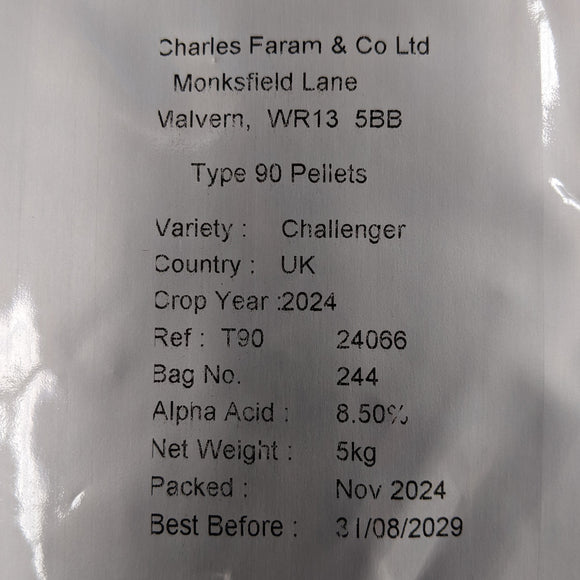 Charles Faram & Co Ltd
Monksfield Lane
Malvern, WR13 5BB
Type 90 Pellets
Variety : Challenger
Country : UK
Crop Year :2024
Ref : T90 24066
Bag No. 244
Alpha Acid : 8.50%
Net Weight : 5kg
Packed : Nov 2024
Best Before : 31/08/2029